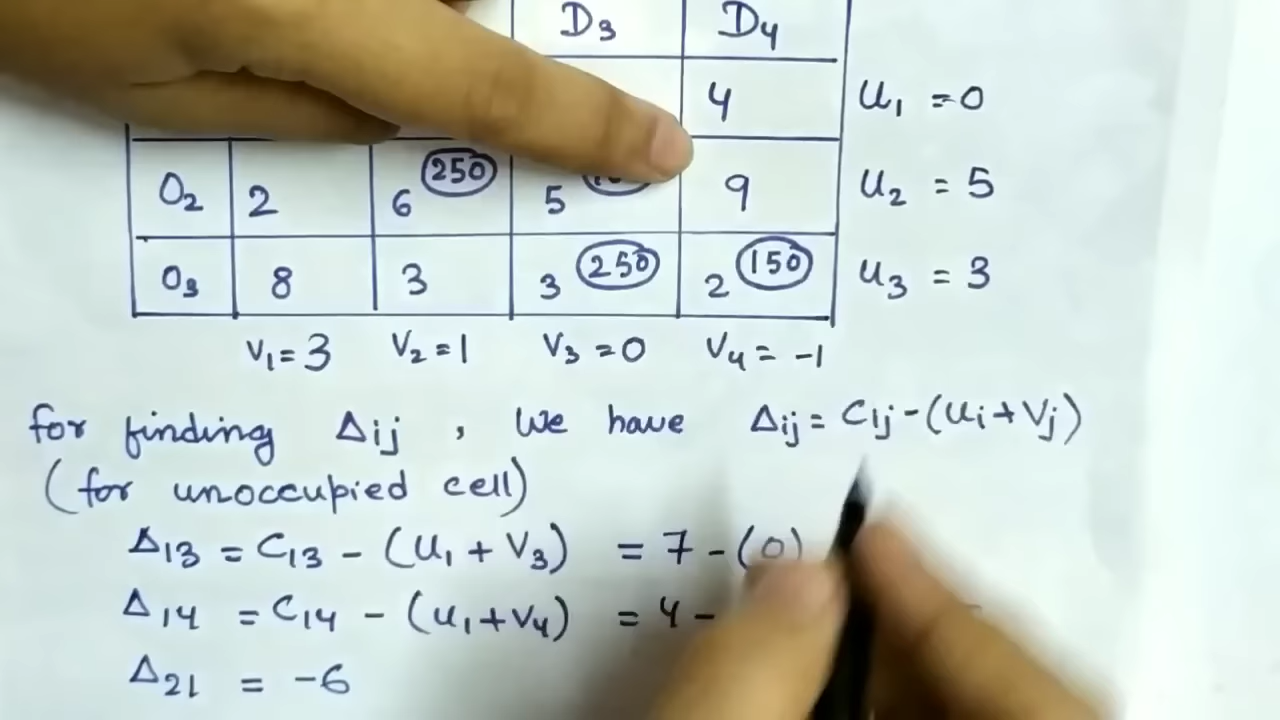 D3 D4
4 U1 = 0
O2 2 6 250 5 9 U2 = 5
O3 8 3 3 250 2 150 U3 = 3
V1 = 3 V2 = 1 V3 = 0 V4 = -1
for finding Δij , We have Δij = Cij - (Ui + Vj)
(for unoccupied cell)
Δ13 = C13 - (U1 + V3) = 7 - (0)
Δ14 = C14 - (U1 + V4) = 4 -
Δ21 = -6